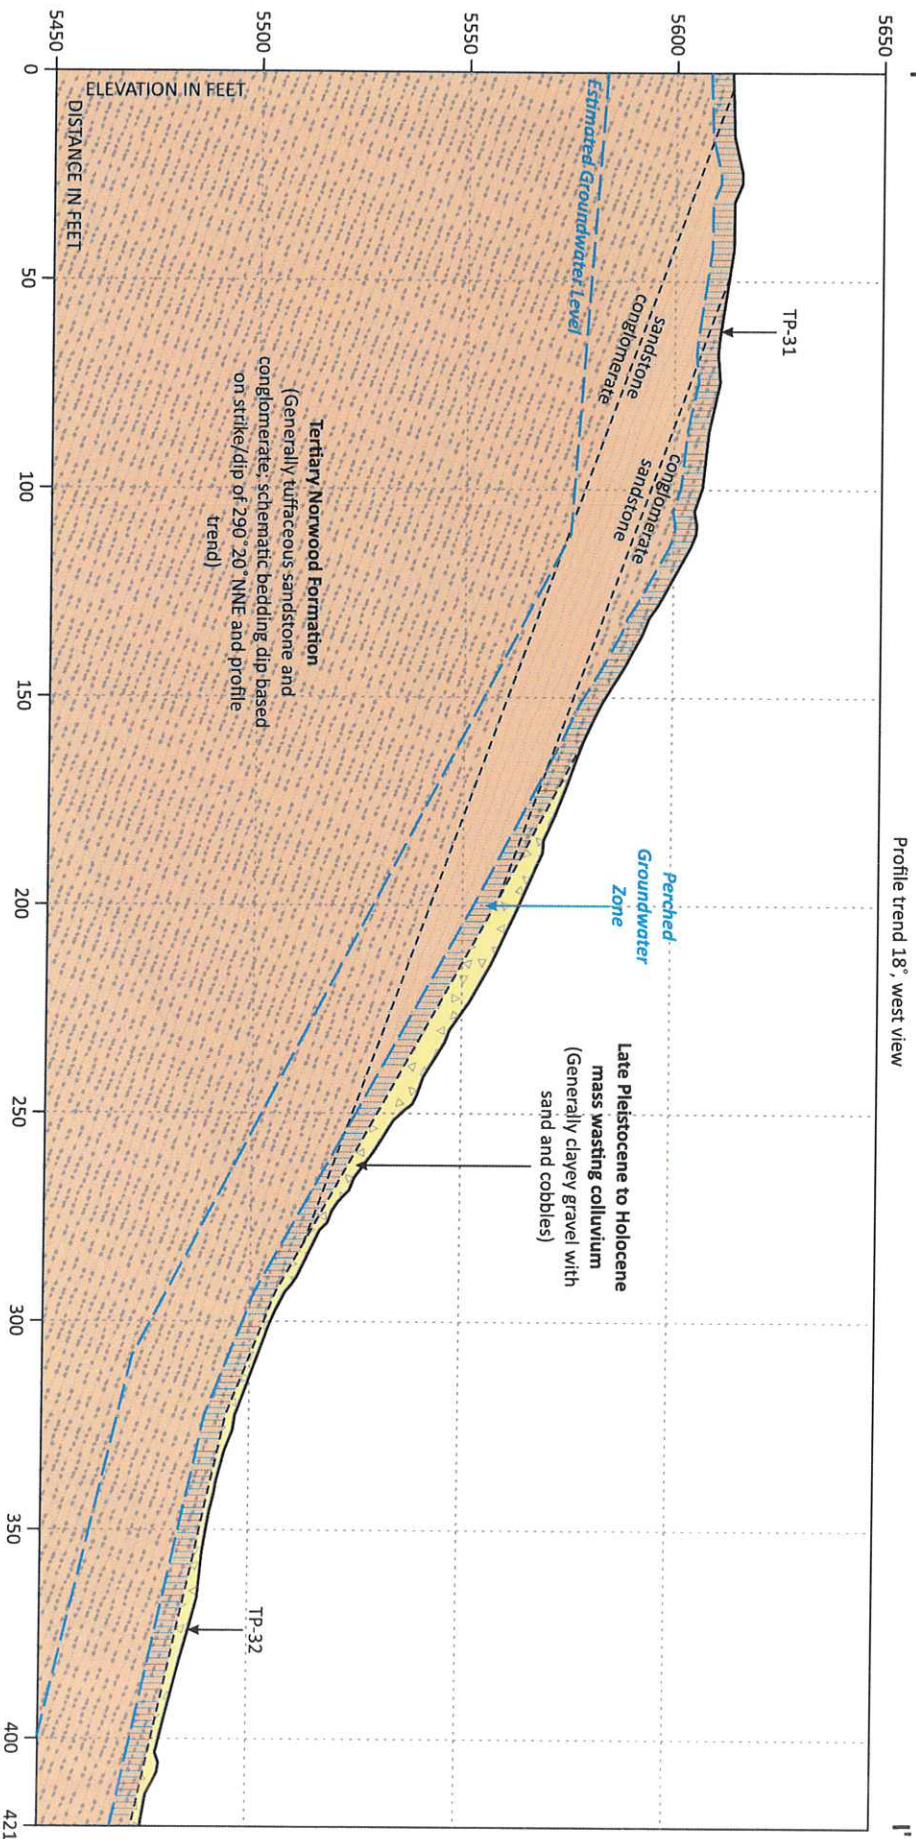 Profile trend 18°, west view
I'
5650
5600
5550
5500
5450
ELEVATION IN FEET
DISTANCE IN FEET
0
50
100
150
200
250
300
350
400
421
TP-31
TP-32
Perched
Groundwater
Zone
Late Pleistocene to Holocene
mass wasting colluvium
(Generally clayey gravel with
sand and cobbles)
Estimated Groundwater Level
sandstone
conglomerate
conglomerate
sandstone
Tertiary Norwood Formation
(Generally tuffaceous sandstone and
conglomerate, schematic bedding dip based
on strike/dip of 290° 20° NNE and profile
trend)